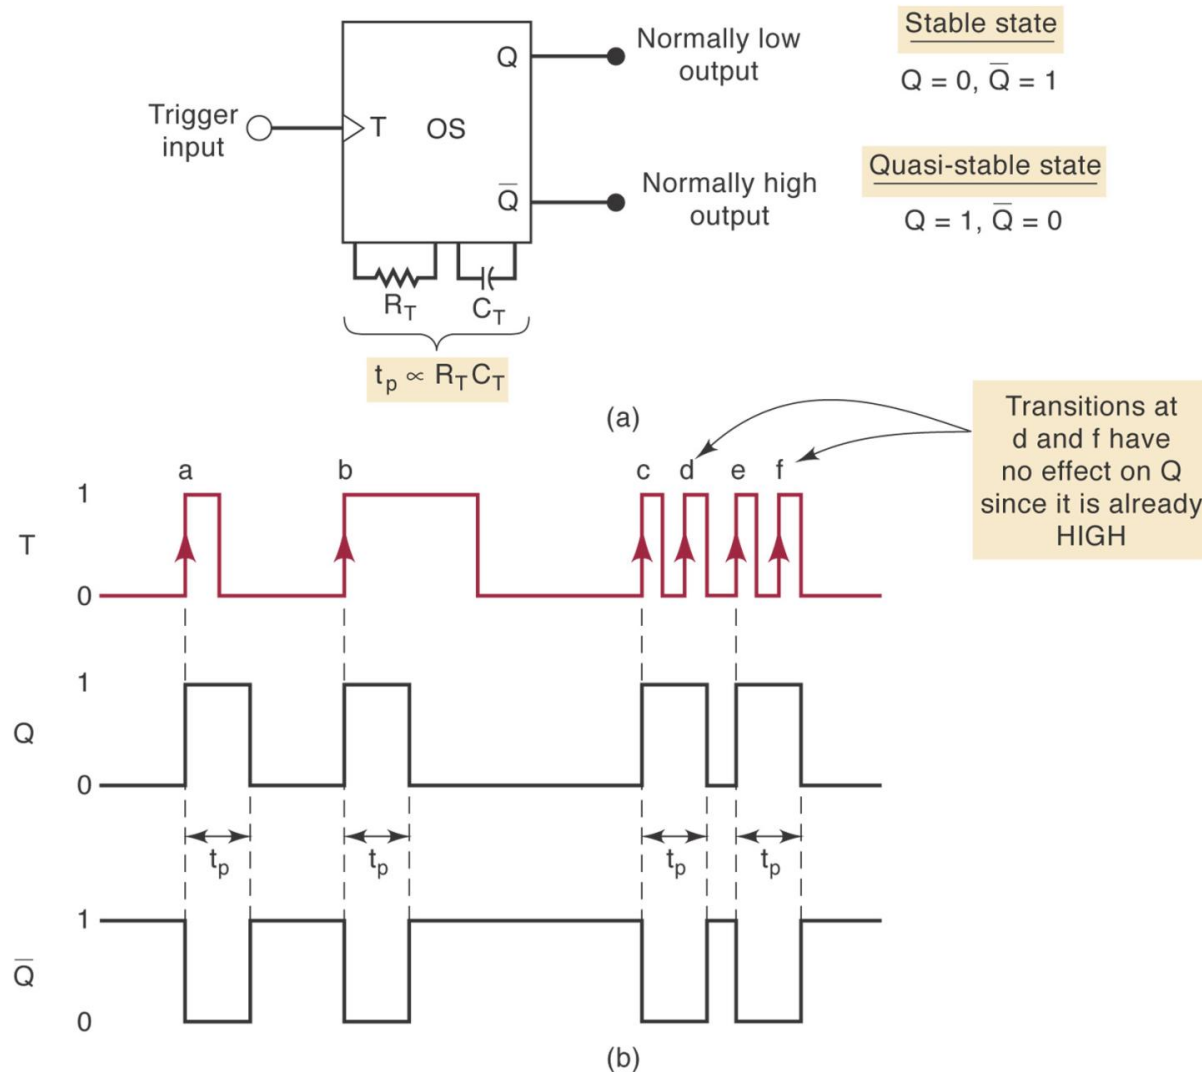 Stable state
Q = 0, Q̅ = 1
Quasi-stable state
Q = 1, Q̅ = 0
Trigger
input
T
OS
Q
Q̅
Normally low
output
Normally high
output
R_T
C_T
t_p ∝ R_T C_T
(a)
Transitions at
d and f have
no effect on Q
since it is already
HIGH
a
b
c
d
e
f
T
1
0
Q
1
0
t_p
t_p
t_p
t_p
Q̅
1
0
(b)